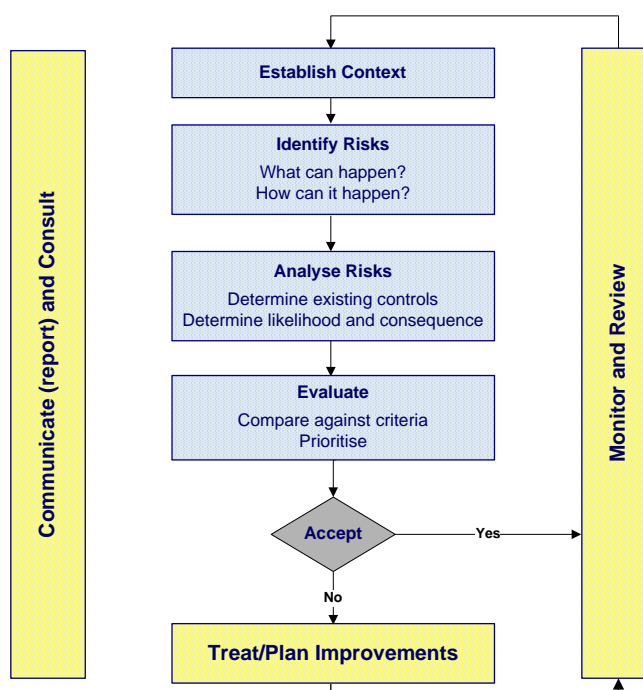 Communicate (report) and Consult
Establish Context
Identify Risks
What can happen?
How can it happen?
Analyse Risks
Determine existing controls
Determine likelihood and consequence
Evaluate
Compare against criteria
Prioritise
Accept
Yes
No
Treat/Plan Improvements
Monitor and Review